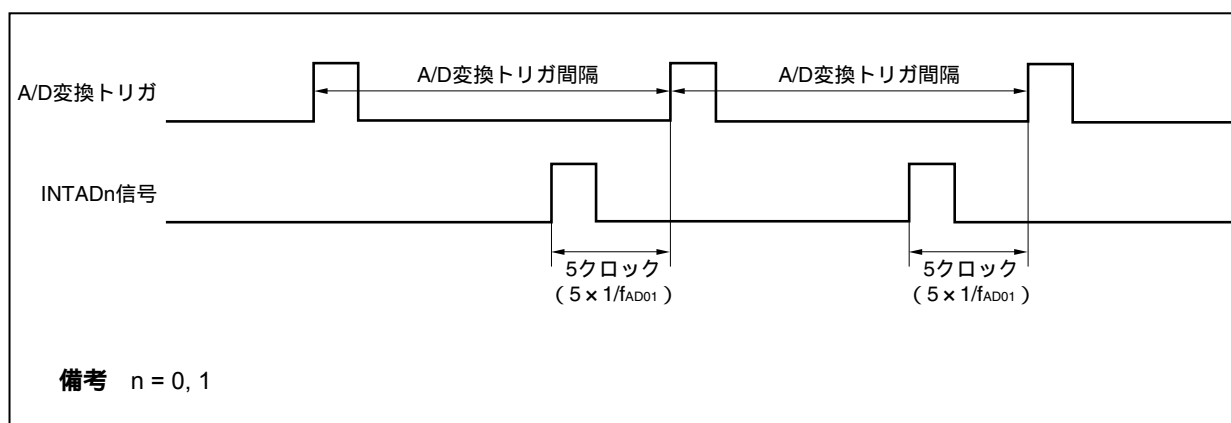 A/D変換トリガ間隔
A/D変換トリガ間隔
A/D変換トリガ
INTADn信号
5クロック
（5×1/fAD01）
5クロック
（5×1/fAD01）
備考 n = 0, 1